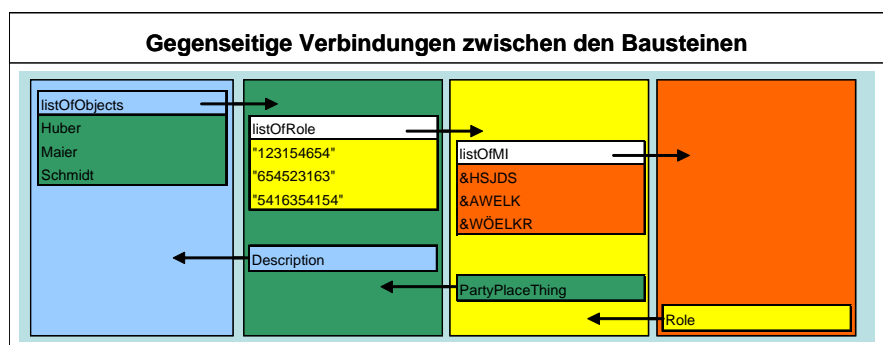 Gegenseitige Verbindungen zwischen den Bausteinen
listOfObjects
Huber
Maier
Schmidt
listOfRole
"123154654"
"654523163"
"5416354154"
Description
listOfMI
&HSJDS
&AWELK
&WÖELKR
PartyPlaceThing
Role